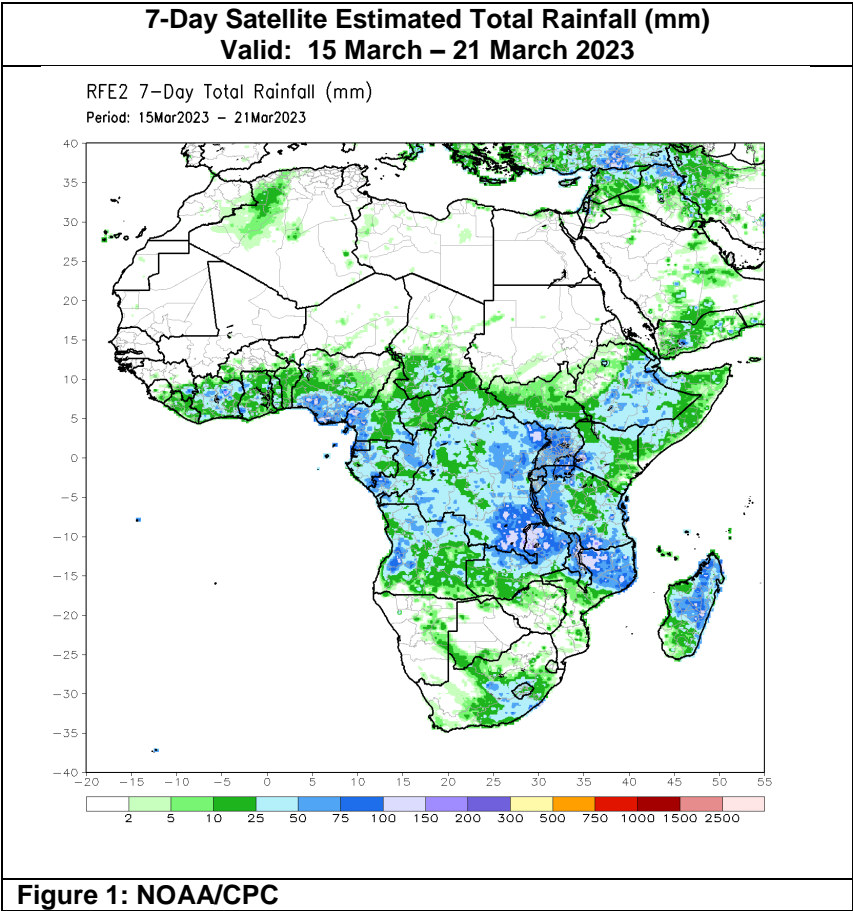 7-Day Satellite Estimated Total Rainfall (mm)
Valid:  15 March – 21 March 2023
RFE2 7-Day Total Rainfall (mm)
Period: 15Mar2023 – 21Mar2023
40
35
30
25
20
15
10
5
0
−5
−10
−15
−20
−25
−30
−35
−40
−20 −15 −10 −5 0 5 10 15 20 25 30 35 40 45 50 55
2 5 10 25 50 75 100 150 200 300 500 750 1000 1500 2500
Figure 1: NOAA/CPC